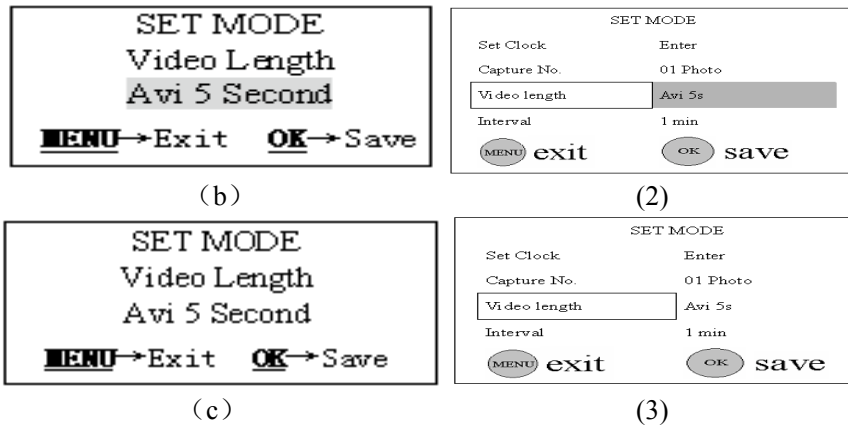 SET MODE
Video Length
Avi 5 Second
MENU→Exit OK→Save
(b)
SET MODE
Set Clock Enter
Capture No. 01 Photo
Video length Avi 5s
Interval 1 min
MENU exit OK save
(2)
SET MODE
Video Length
Avi 5 Second
MENU→Exit OK→Save
(c)
SET MODE
Set Clock Enter
Capture No. 01 Photo
Video length Avi 5s
Interval 1 min
MENU exit OK save
(3)